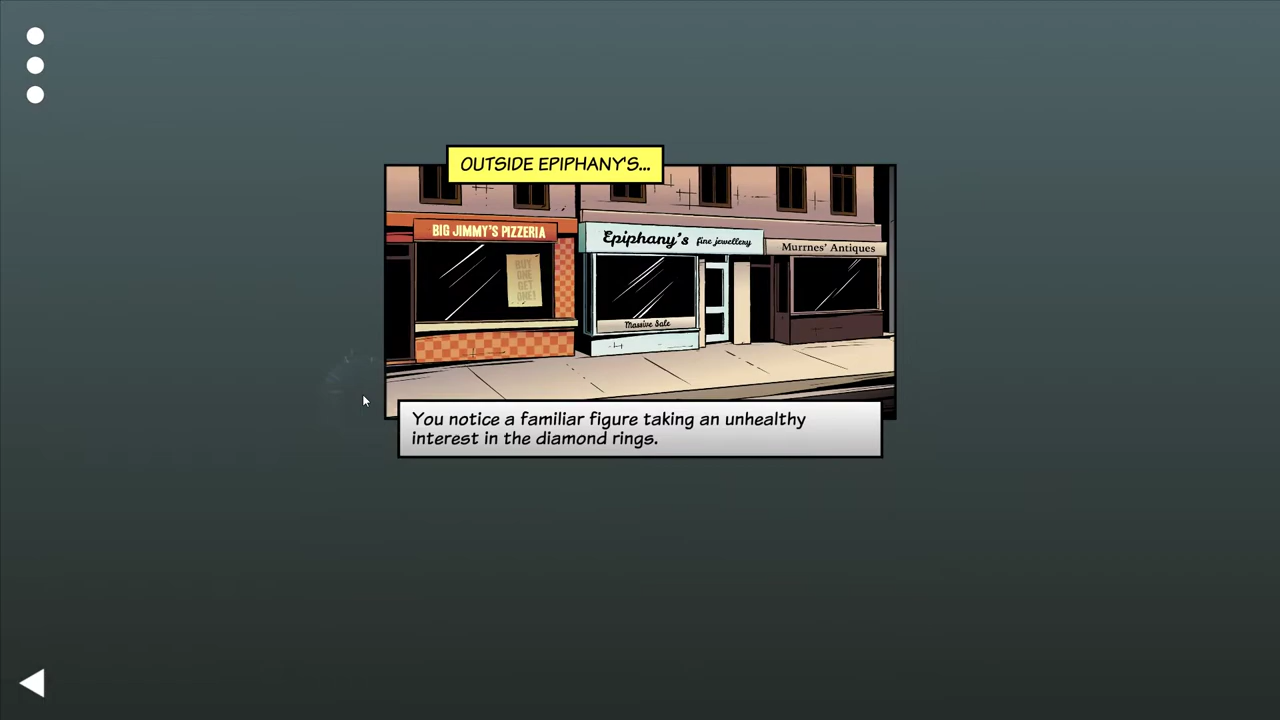 OUTSIDE EPIPHANY'S...
BIG JIMMY'S PIZZERIA
Epiphany's fine jewellery
Murrnes' Antiques
BUY
ONE
GET
ONE!
Massive Sale
You notice a familiar figure taking an unhealthy
interest in the diamond rings.